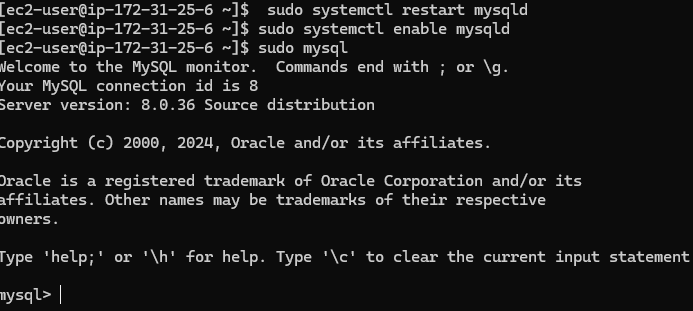 [ec2-user@ip-172-31-25-6 ~]$  sudo systemctl restart mysqld
[ec2-user@ip-172-31-25-6 ~]$ sudo systemctl enable mysqld
[ec2-user@ip-172-31-25-6 ~]$ sudo mysql
Welcome to the MySQL monitor.  Commands end with ; or \g.
Your MySQL connection id is 8
Server version: 8.0.36 Source distribution
Copyright (c) 2000, 2024, Oracle and/or its affiliates.
Oracle is a registered trademark of Oracle Corporation and/or its
affiliates. Other names may be trademarks of their respective
owners.
Type 'help;' or '\h' for help. Type '\c' to clear the current input statement
mysql>